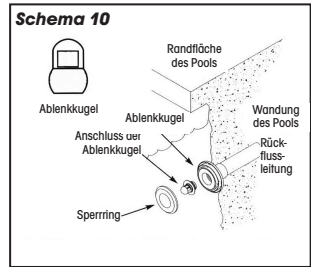 Schema 10
Randfläche
des Pools
Ablenkkugel
Ablenkkugel
Wandung
des Pools
Anschluss der
Ablenkkugel
Rück-
fluss-
leitung
Sperrring